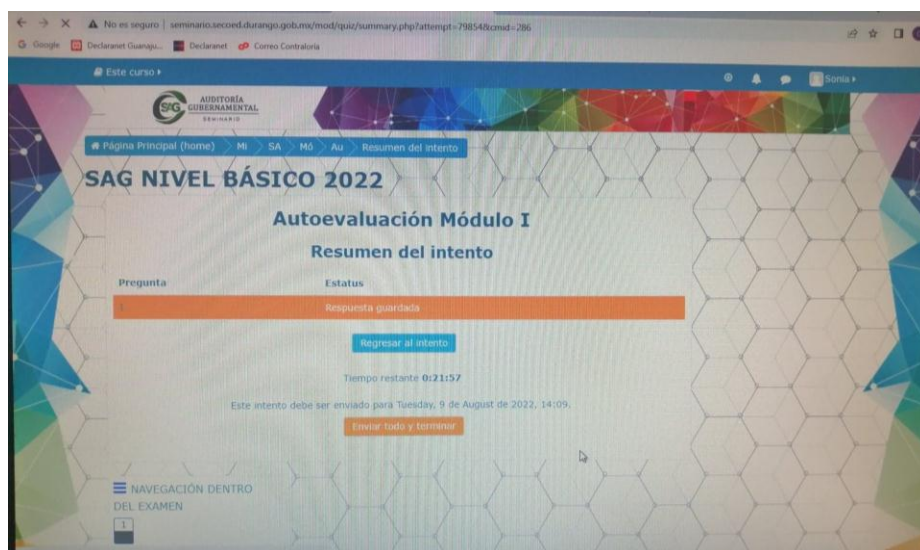 No es seguro | seminario.secoed.durango.gob.mx/mod/quiz/summary.php?attempt=79854&cmid=286
Google Declaranet Guanaju... Declaranet Correo Contraloria
Este curso Sonia
SAG AUDITORÍA
GUBERNAMENTAL
SEMINARIO
Página Principal (home) Mi SA Mó Au Resumen del intento
SAG NIVEL BÁSICO 2022
Autoevaluación Módulo I
Resumen del intento
Pregunta Estatus
1 Respuesta guardada
Regresar al intento
Tiempo restante 0:21:57
Este intento debe ser enviado para Tuesday, 9 de August de 2022, 14:09.
Enviar todo y terminar
NAVEGACIÓN DENTRO
DEL EXAMEN
1